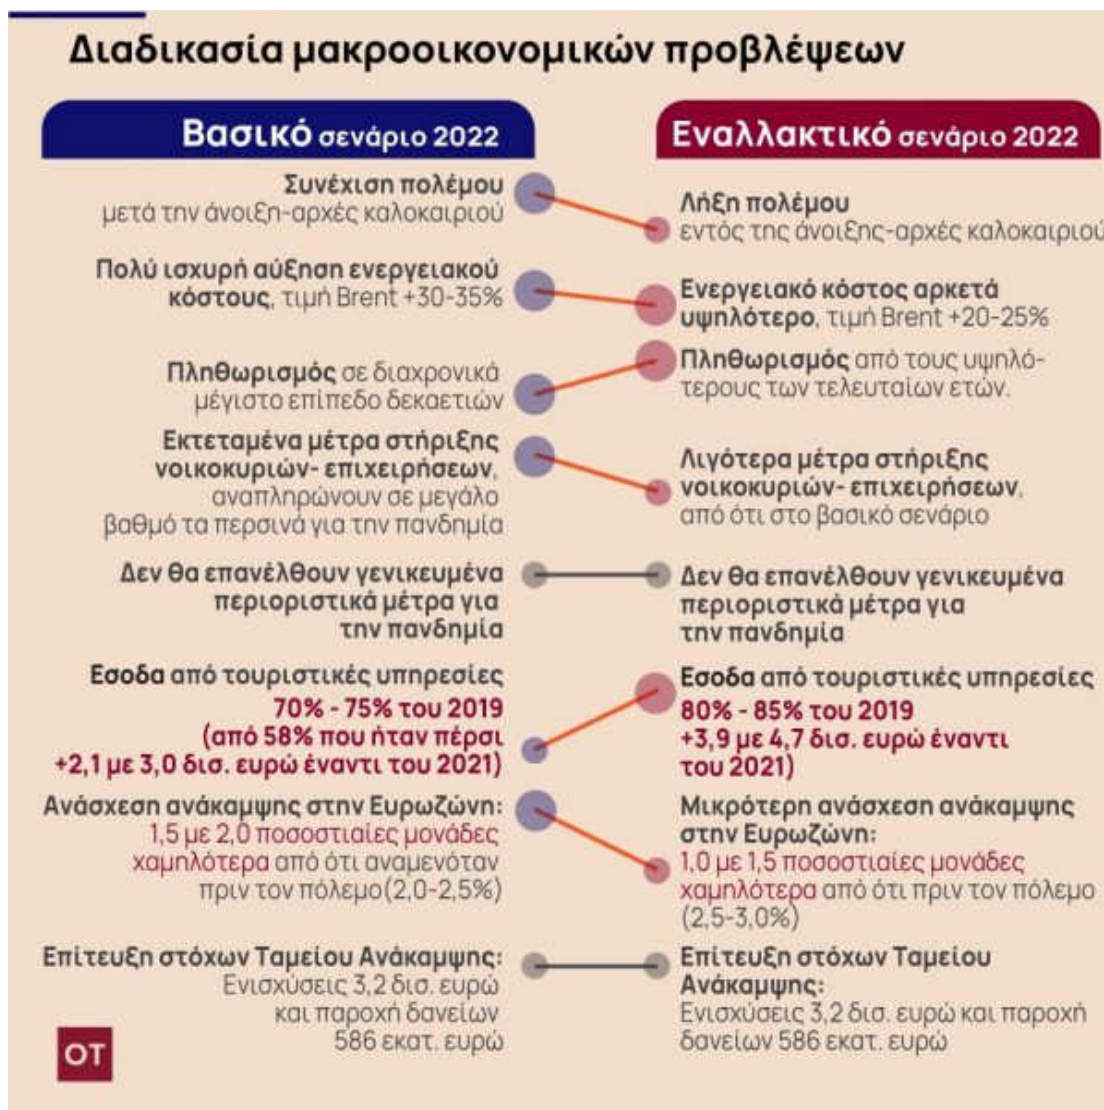 Διαδικασία μακροοικονομικών προβλέψεων
Βασικό σενάριο 2022
Συνέχιση πολέμου
μετά την άνοιξη-αρχές καλοκαιριού
Πολύ ισχυρή αύξηση ενεργειακού
κόστους, τιμή Brent +30-35%
Πληθωρισμός σε διαχρονικά
μέγιστο επίπεδο δεκαετιών
Εκτεταμένα μέτρα στήριξης
νοικοκυριών- επιχειρήσεων,
αναπληρώνουν σε μεγάλο
βαθμό τα περσινά για την πανδημία
Δεν θα επανέλθουν γενικευμένα
περιοριστικά μέτρα για
την πανδημία
Εσοδα από τουριστικές υπηρεσίες
70% - 75% του 2019
(από 58% που ήταν πέρσι
+2,1 με 3,0 δισ. ευρώ έναντι του 2021)
Ανάσχεση ανάκαμψης στην Ευρωζώνη:
1,5 με 2,0 ποσοστιαίες μονάδες
χαμηλότερα από ότι αναμενόταν
πριν τον πόλεμο(2,0-2,5%)
Επίτευξη στόχων Ταμείου Ανάκαμψης:
Ενισχύσεις 3,2 δισ. ευρώ
και παροχή δανείων
586 εκατ. ευρώ
Εναλλακτικό σενάριο 2022
Λήξη πολέμου
εντός της άνοιξης-αρχές καλοκαιριού
Ενεργειακό κόστος αρκετά
υψηλότερο, τιμή Brent +20-25%
Πληθωρισμός από τους υψηλό-
τερους των τελευταίων ετών.
Λιγότερα μέτρα στήριξης
νοικοκυριών- επιχειρήσεων,
από ότι στο βασικό σενάριο
Δεν θα επανέλθουν γενικευμένα
περιοριστικά μέτρα για
την πανδημία
Εσοδα από τουριστικές υπηρεσίες
80% - 85% του 2019
+3,9 με 4,7 δισ. ευρώ έναντι
του 2021)
Μικρότερη ανάσχεση ανάκαμψης
στην Ευρωζώνη:
1,0 με 1,5 ποσοστιαίες μονάδες
χαμηλότερα από ότι πριν τον πόλεμο
(2,5-3,0%)
Επίτευξη στόχων Ταμείου
Ανάκαμψης:
Ενισχύσεις 3,2 δισ. ευρώ και παροχή
δανείων 586 εκατ. ευρώ
ΟΤ